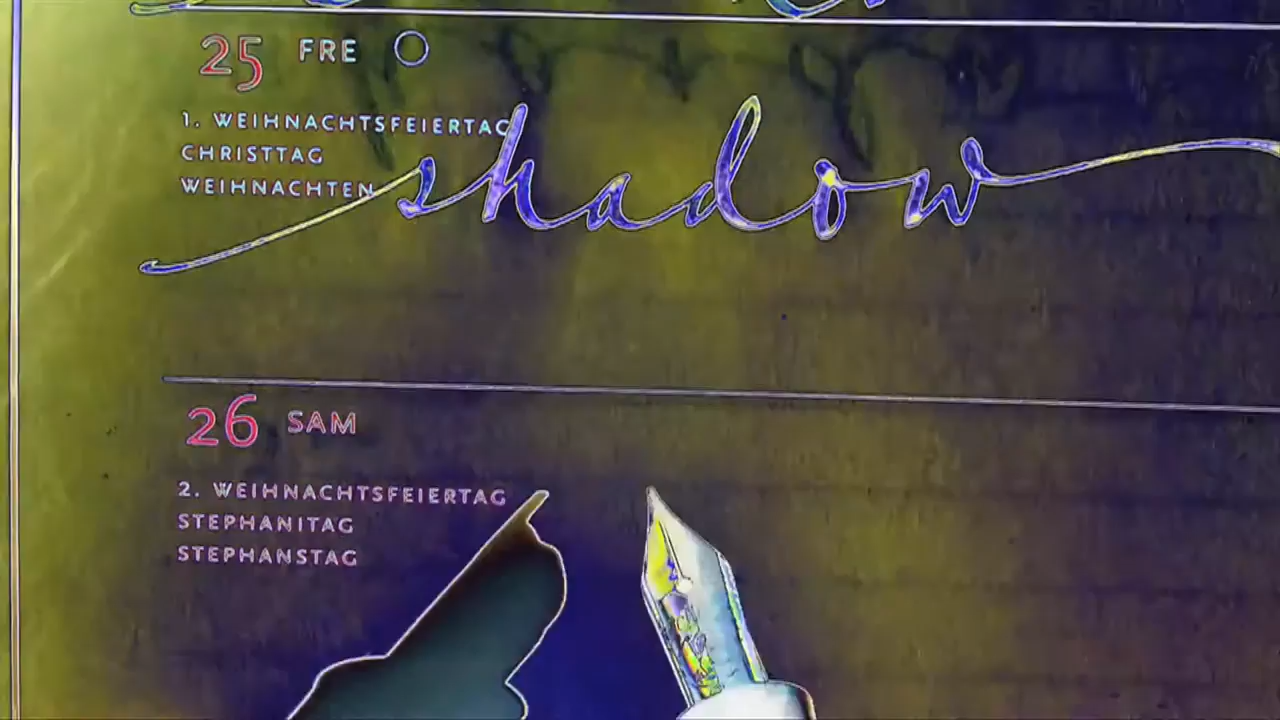 25 FRE
1. WEIHNACHTSFEIERTAG
CHRISTTAG
WEIHNACHTEN
shadow
26 SAM
2. WEIHNACHTSFEIERTAG
STEPHANITAG
STEPHANSTAG